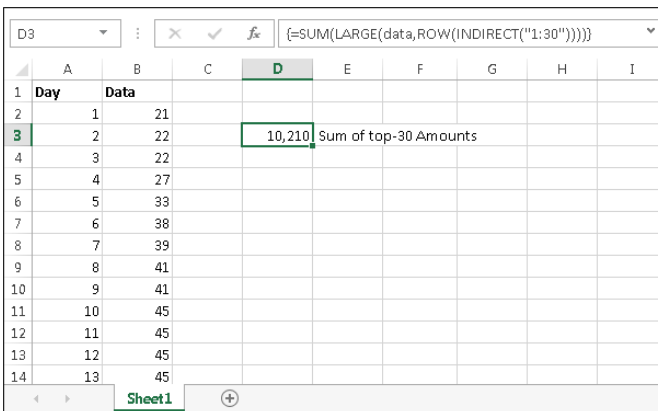 D3 fx {=SUM(LARGE(data,ROW(INDIRECT("1:30"))))}
A B C D E F G H I
1 Day Data
2 1 21
3 2 22 10,210 Sum of top-30 Amounts
4 3 22
5 4 27
6 5 33
7 6 38
8 7 39
9 8 41
10 9 41
11 10 45
12 11 45
13 12 45
14 13 45
Sheet1